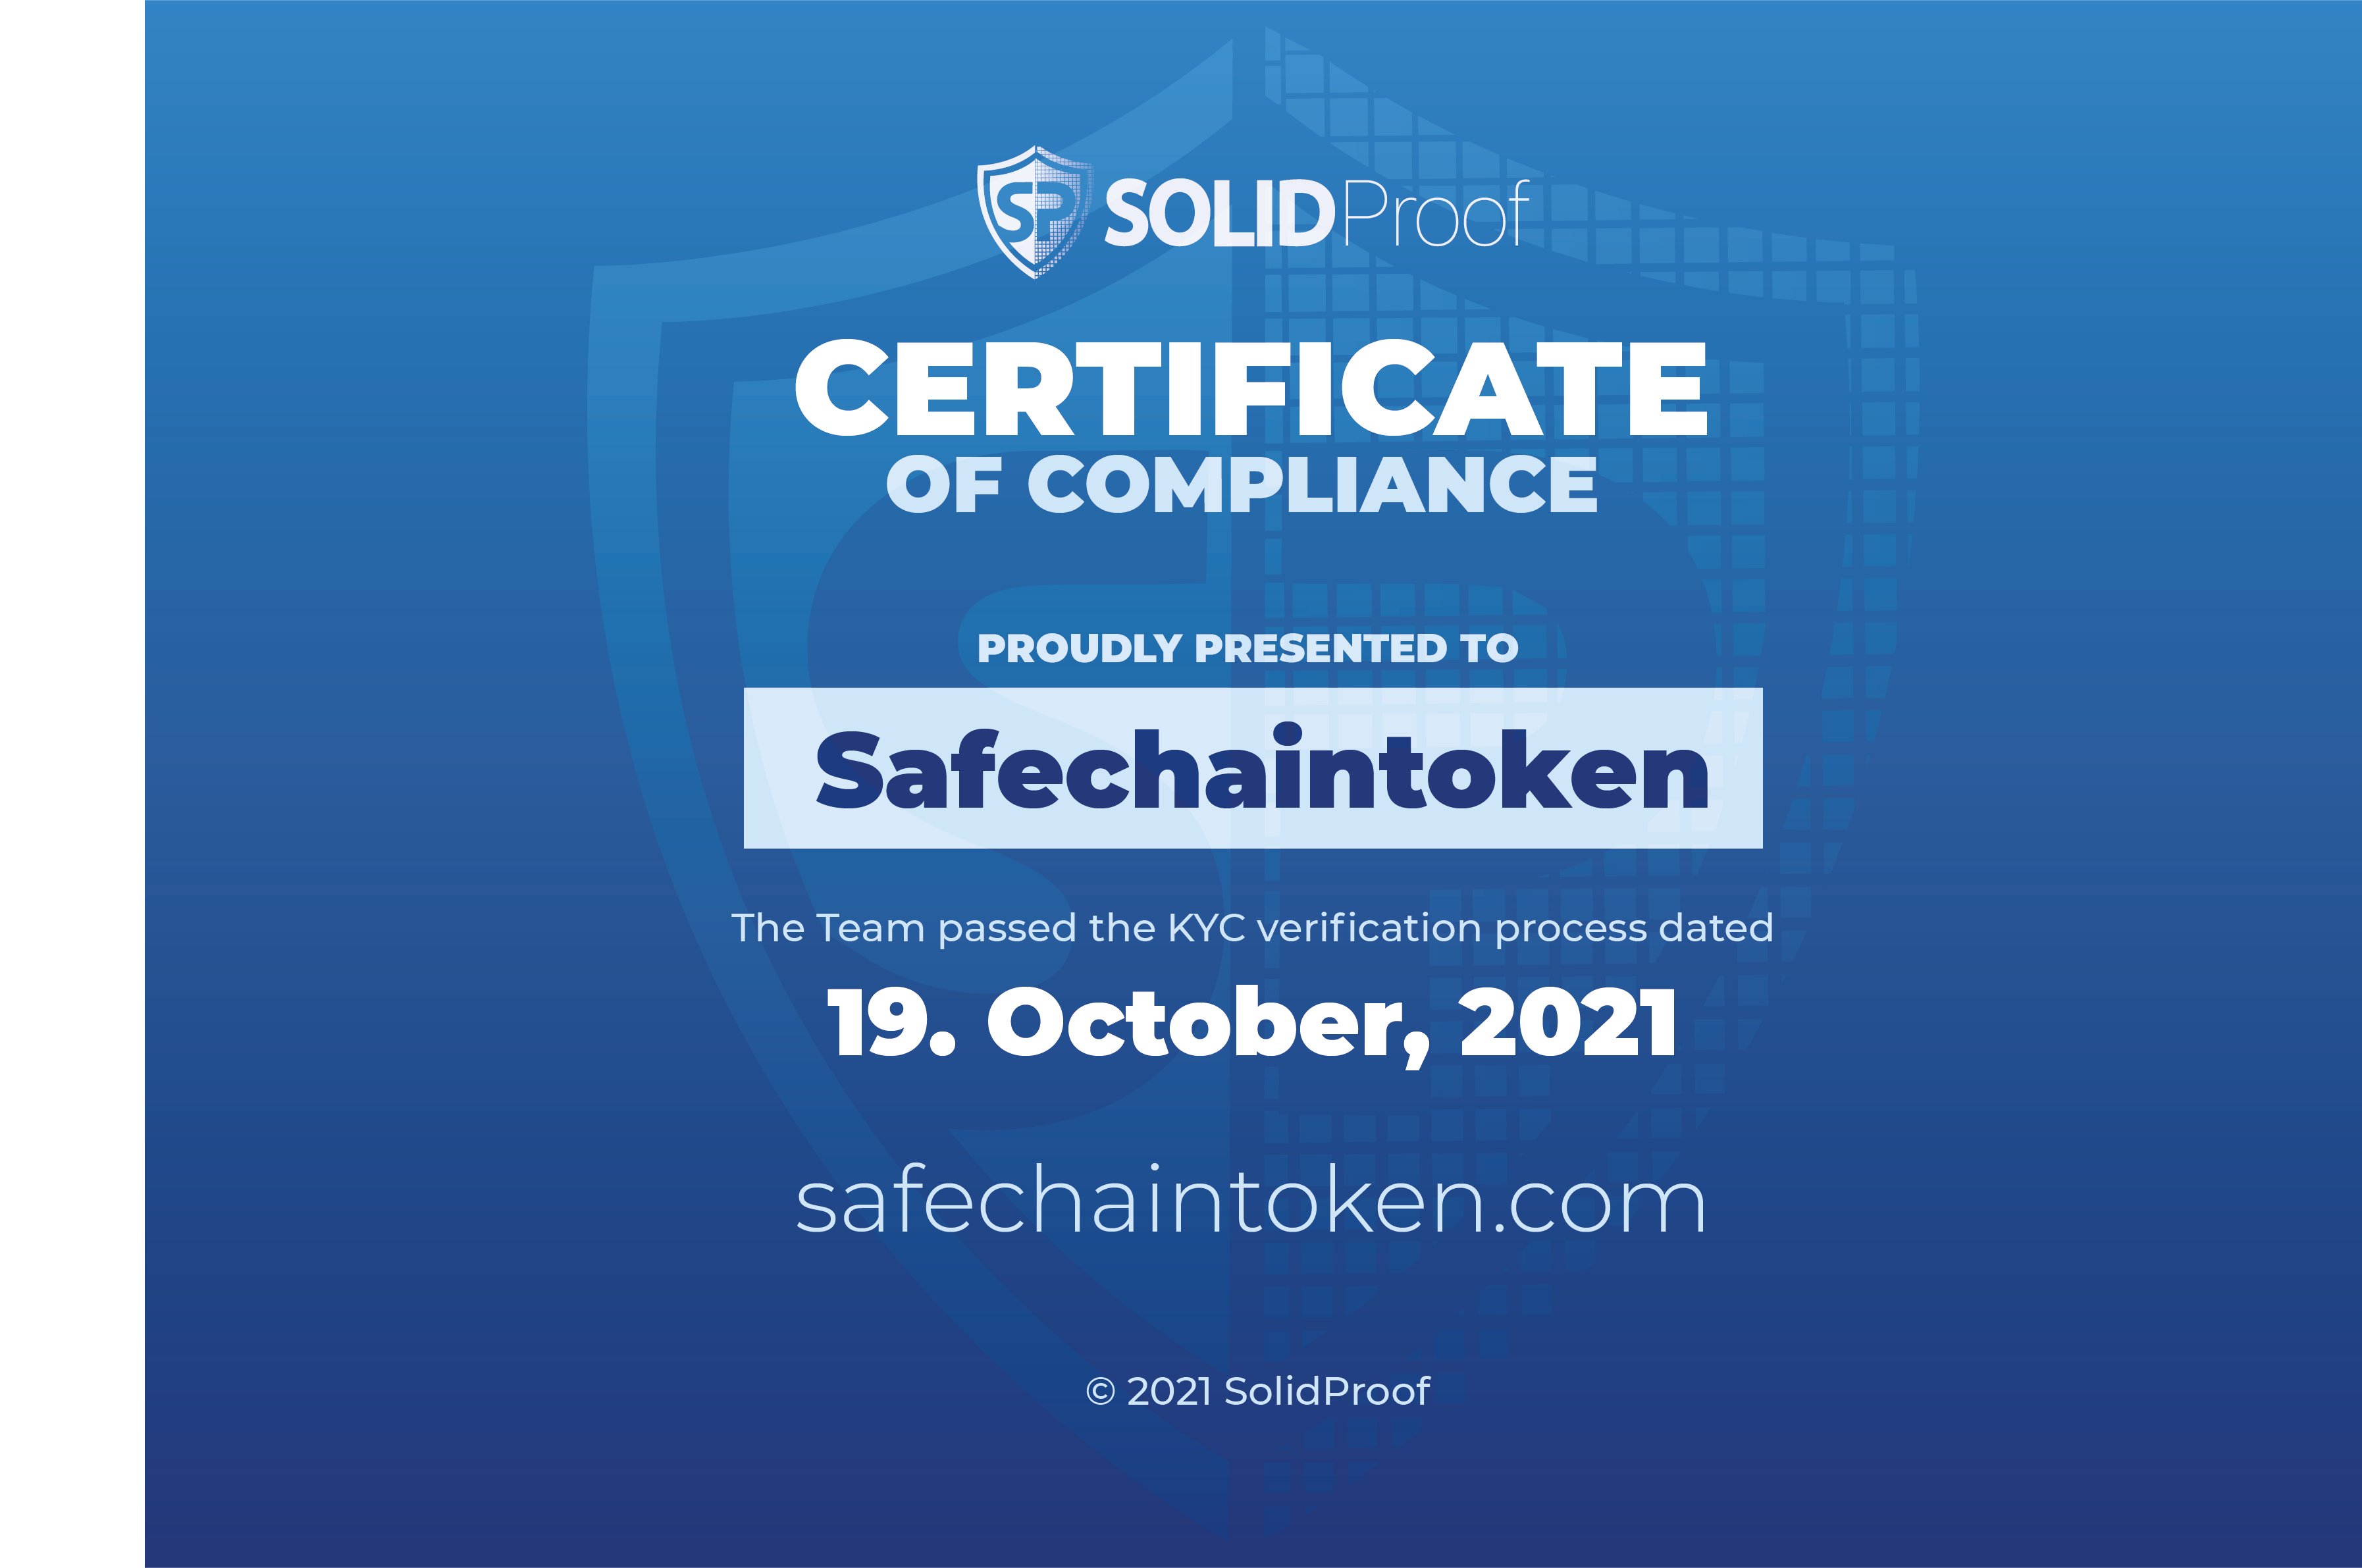 SP SOLIDProof
CERTIFICATE
OF COMPLIANCE
PROUDLY PRESENTED TO
Safechaintoken
The Team passed the KYC verification process dated
19. October, 2021
safechaintoken.com
© 2021 SolidProof